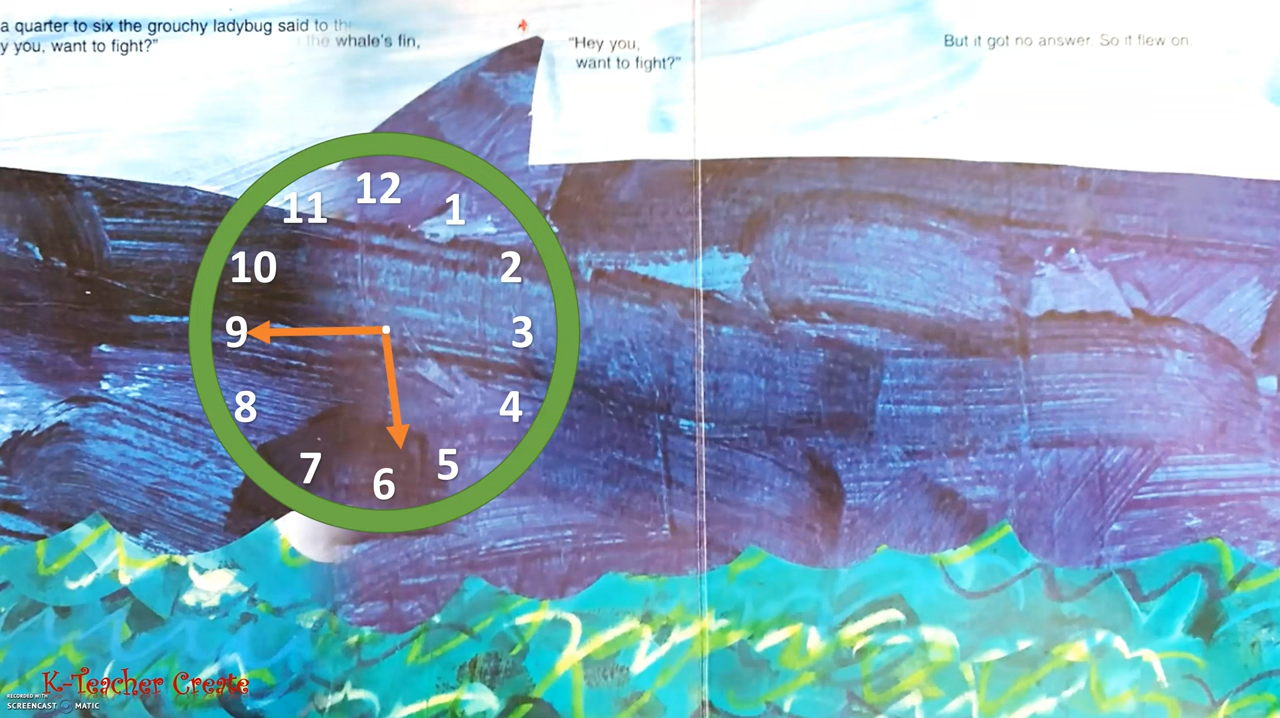 a quarter to six the grouchy ladybug said to th
y you, want to fight?"
the whale's fin,
"Hey you,
want to fight?"
But it got no answer. So it flew on.
12
11
1
10
2
9
3
8
4
7
5
6
K-Teacher Create
RECORDED WITH
SCREENCAST MATIC